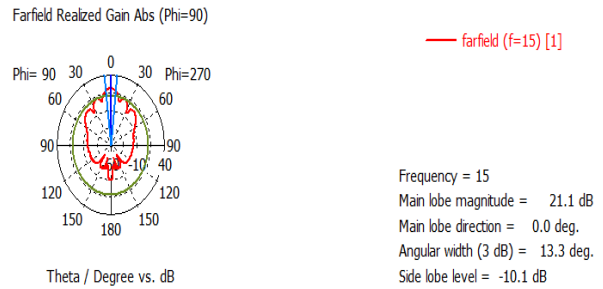 Farfield Realized Gain Abs (Phi=90)
farfield (f=15) [1]
0
Phi= 90 30 30 Phi=270
60 60
90 -10 40 90
120 120
150 150
180
Theta / Degree vs. dB
Frequency = 15
Main lobe magnitude = 21.1 dB
Main lobe direction = 0.0 deg.
Angular width (3 dB) = 13.3 deg.
Side lobe level = -10.1 dB